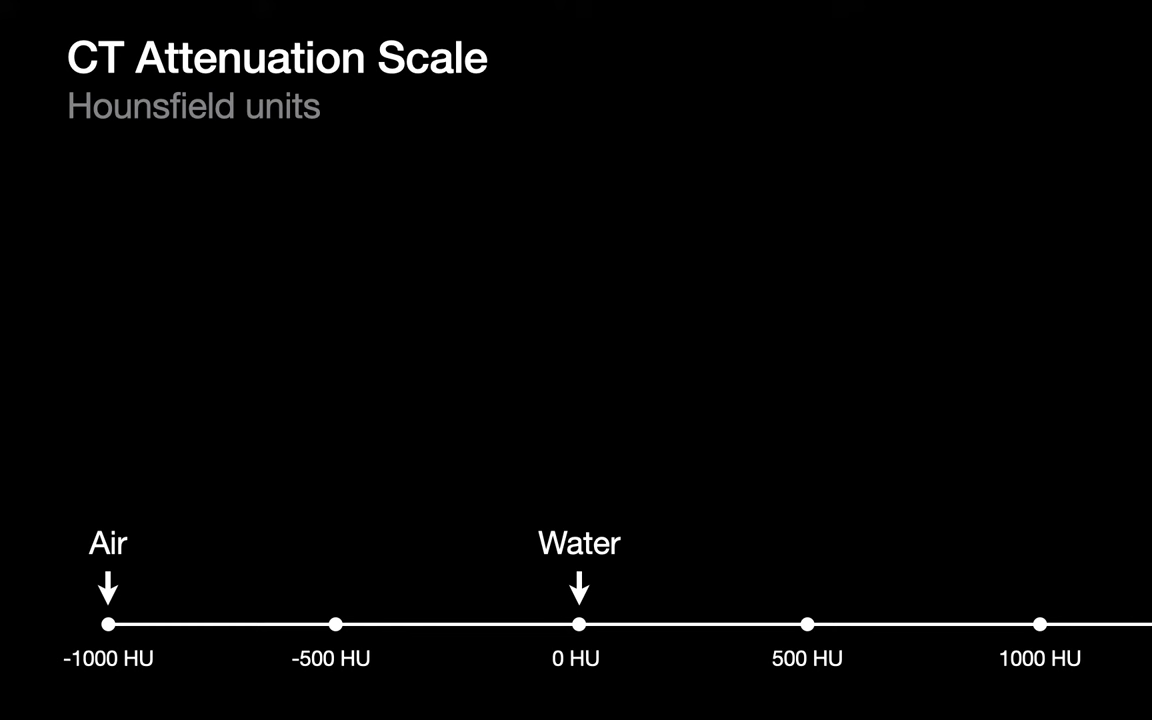 CT Attenuation Scale
Hounsfield units
Air
Water
-1000 HU
-500 HU
0 HU
500 HU
1000 HU